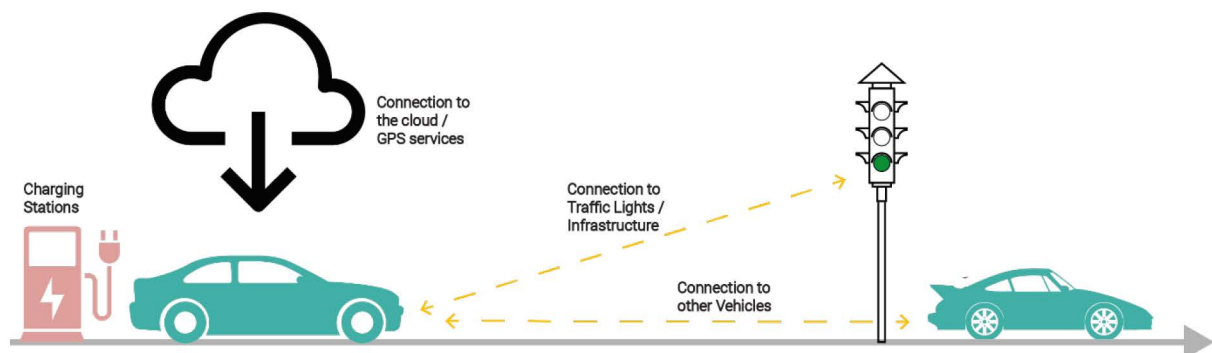 Connection to
the cloud /
GPS services
Charging
Stations
Connection to
Traffic Lights /
Infrastructure
Connection to
other Vehicles